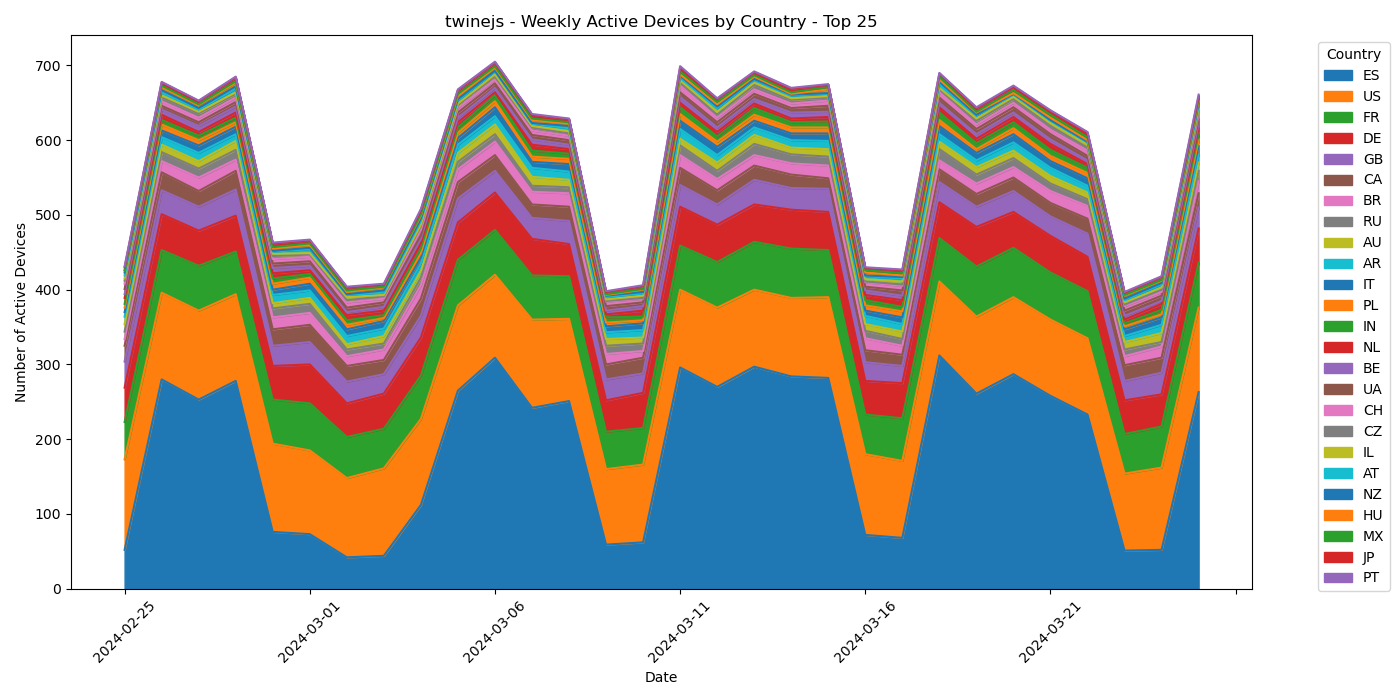 twinejs - Weekly Active Devices by Country - Top 25
Number of Active Devices
700
600
500
400
300
200
100
0
2024-02-25
2024-03-01
2024-03-06
2024-03-11
2024-03-16
2024-03-21
Date
Country
ES
US
FR
DE
GB
CA
BR
RU
AU
AR
IT
PL
IN
NL
BE
UA
CH
CZ
IL
AT
NZ
HU
MX
JP
PT